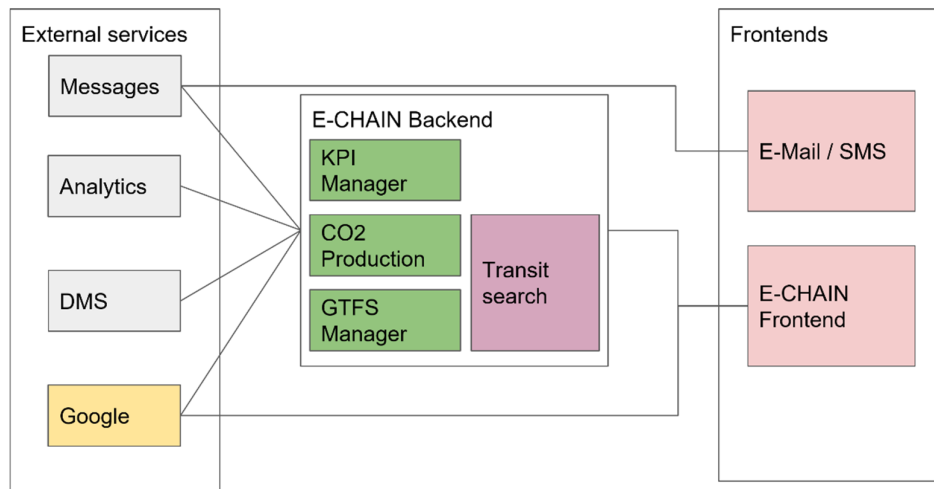 External services
Messages
Analytics
DMS
Google
E-CHAIN Backend
KPI
Manager
CO2
Production
GTFS
Manager
Transit
search
Frontends
E-Mail / SMS
E-CHAIN
Frontend